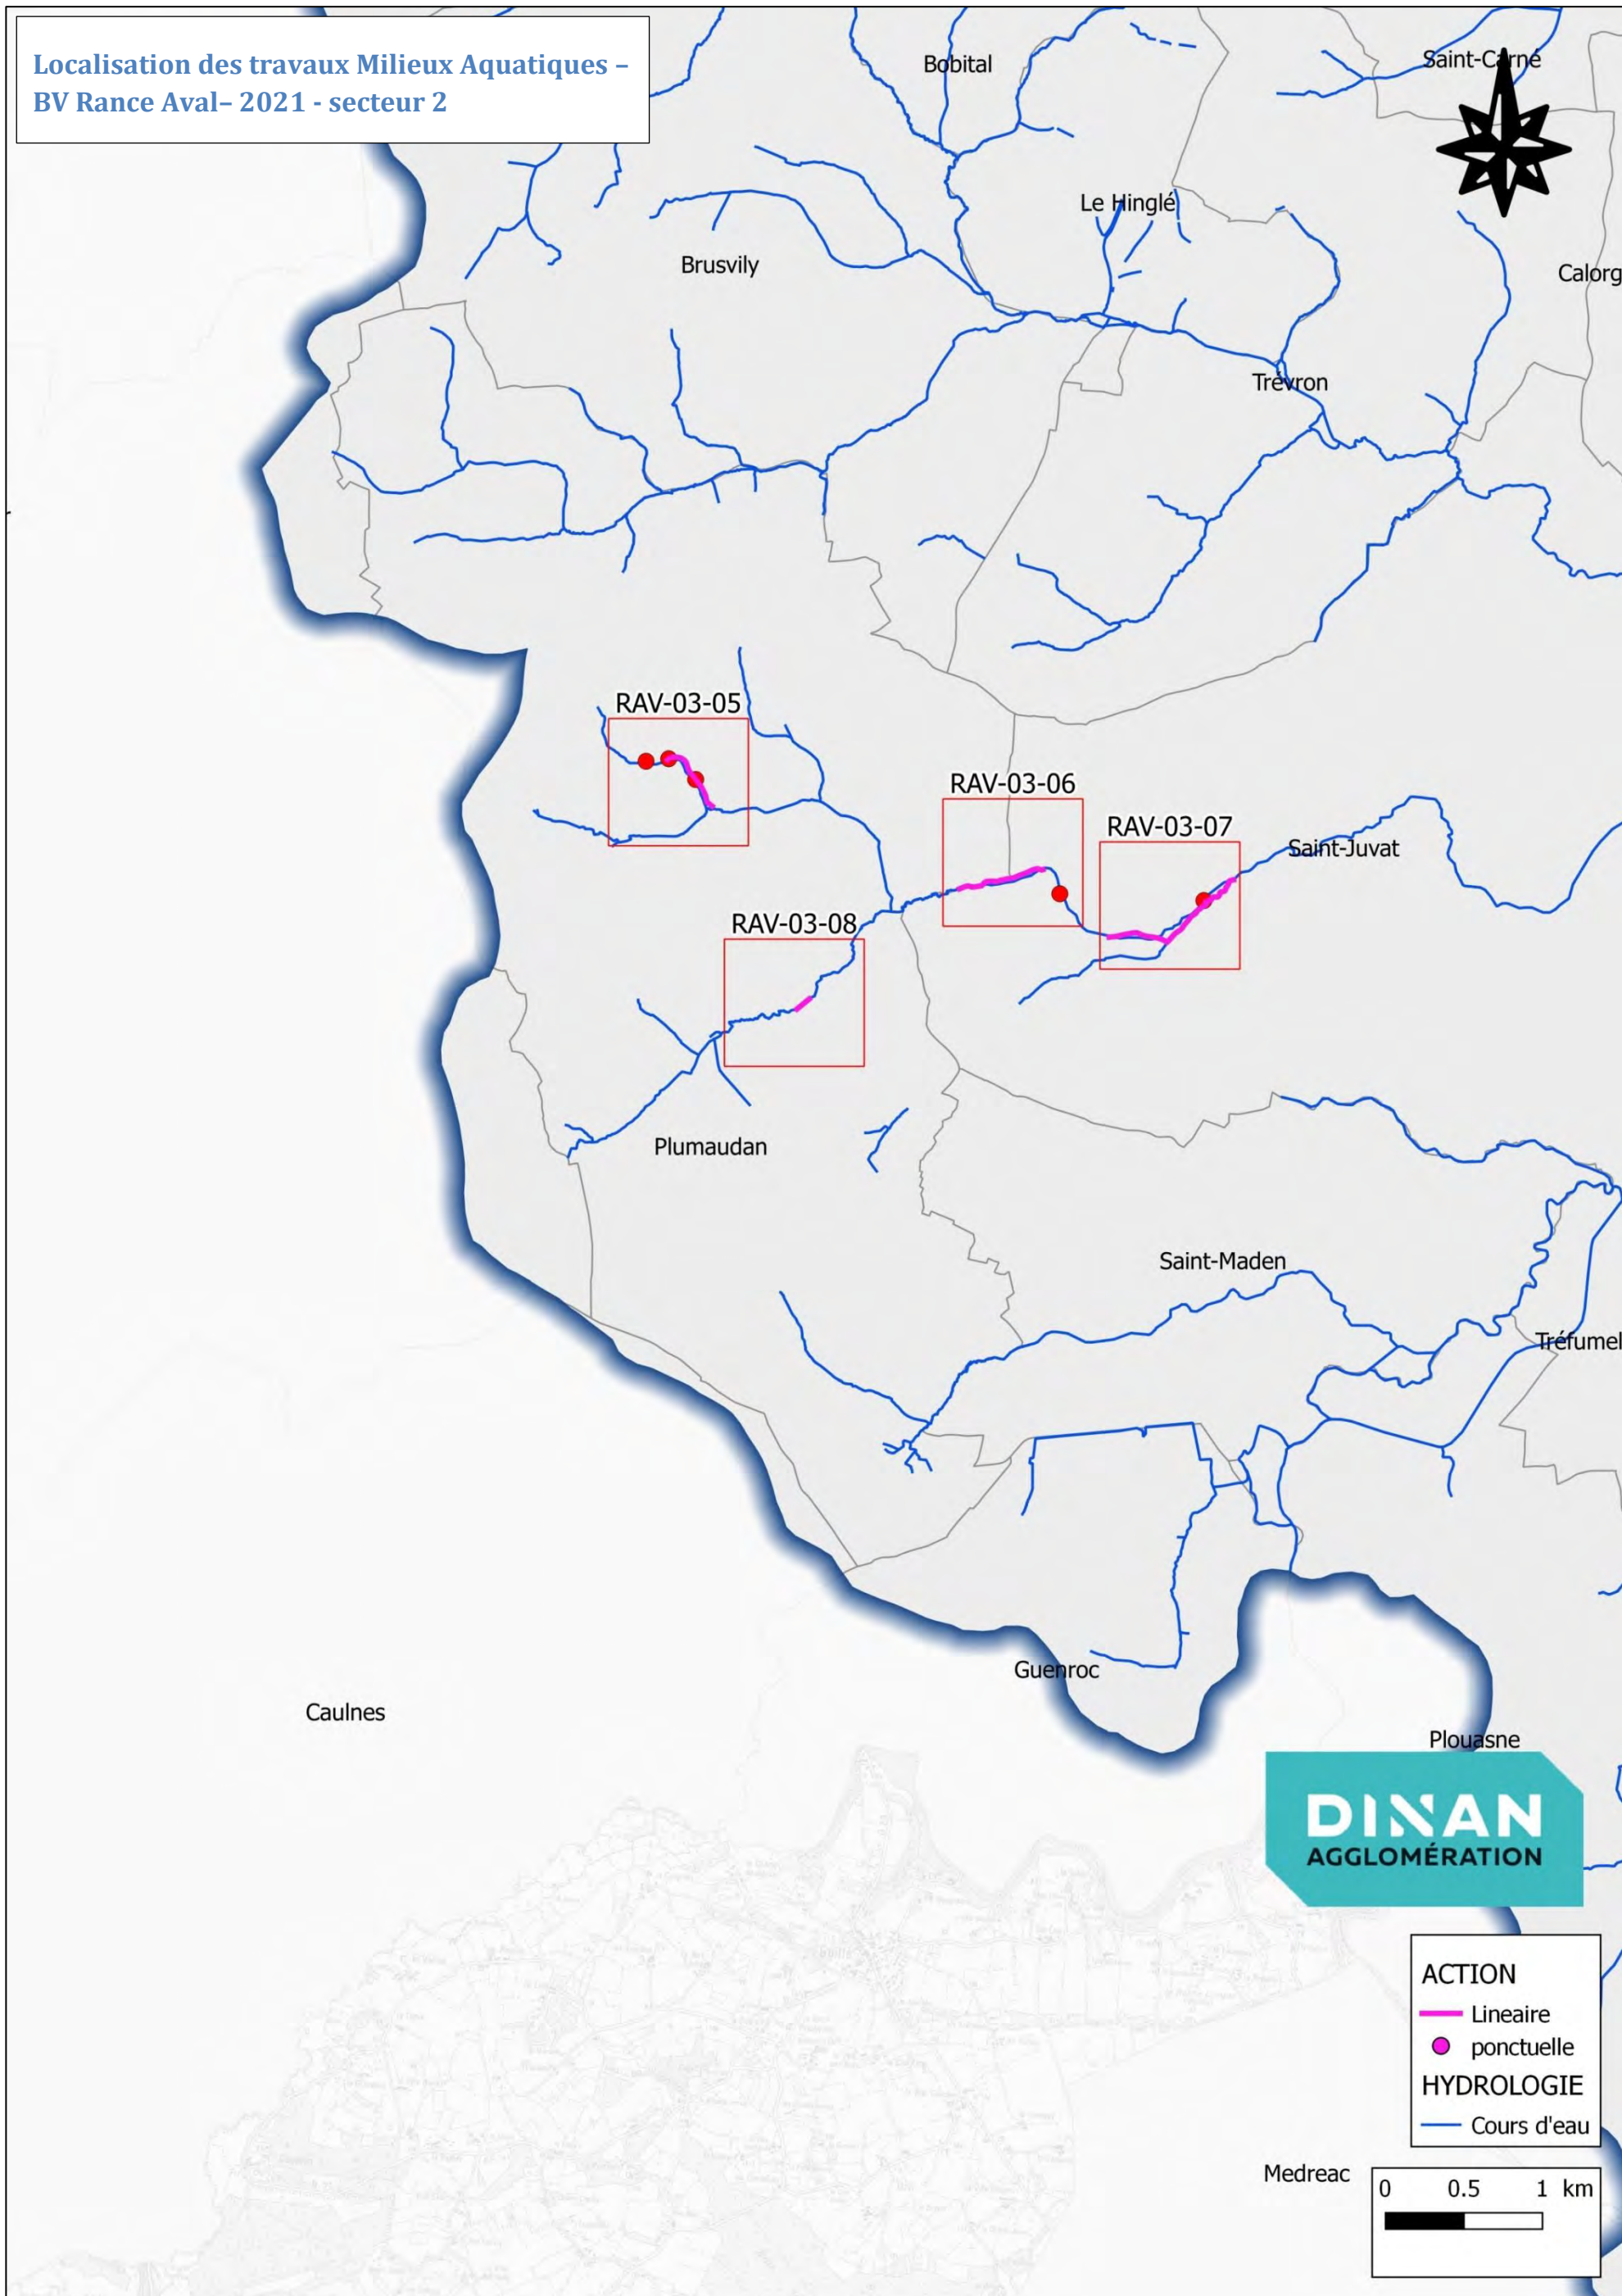 Localisation des travaux Milieux Aquatiques –
BV Rance Aval– 2021 - secteur 2
Bobital
Saint-Carné
Le Hinglé
Brusvily
Calorg
Trévron
RAV-03-05
RAV-03-06
RAV-03-07
Saint-Juvat
RAV-03-08
Plumaudan
Saint-Maden
Tréfumel
Guenroc
Caulnes
Plouasne
DINAN
AGGLOMÉRATION
ACTION
Lineaire
ponctuelle
HYDROLOGIE
Cours d'eau
Medreac
0 0.5 1 km